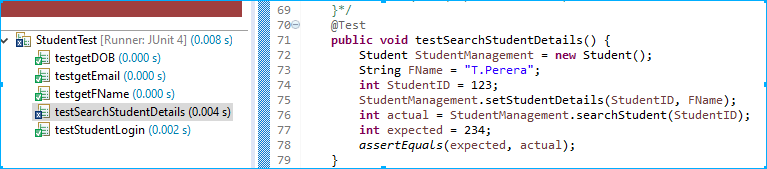 StudentTest [Runner: JUnit 4] (0.008 s)
testgetDOB (0.000 s)
testgetEmail (0.000 s)
testgetFName (0.000 s)
testSearchStudentDetails (0.004 s)
testStudentLogin (0.002 s)
69 }*/
70 @Test
71 public void testSearchStudentDetails() {
72 Student StudentManagement = new Student();
73 String FName = "T.Perera";
74 int StudentID = 123;
75 StudentManagement.setStudentDetails(StudentID, FName);
76 int actual = StudentManagement.searchStudent(StudentID);
77 int expected = 234;
78 assertEquals(expected, actual);
79 }